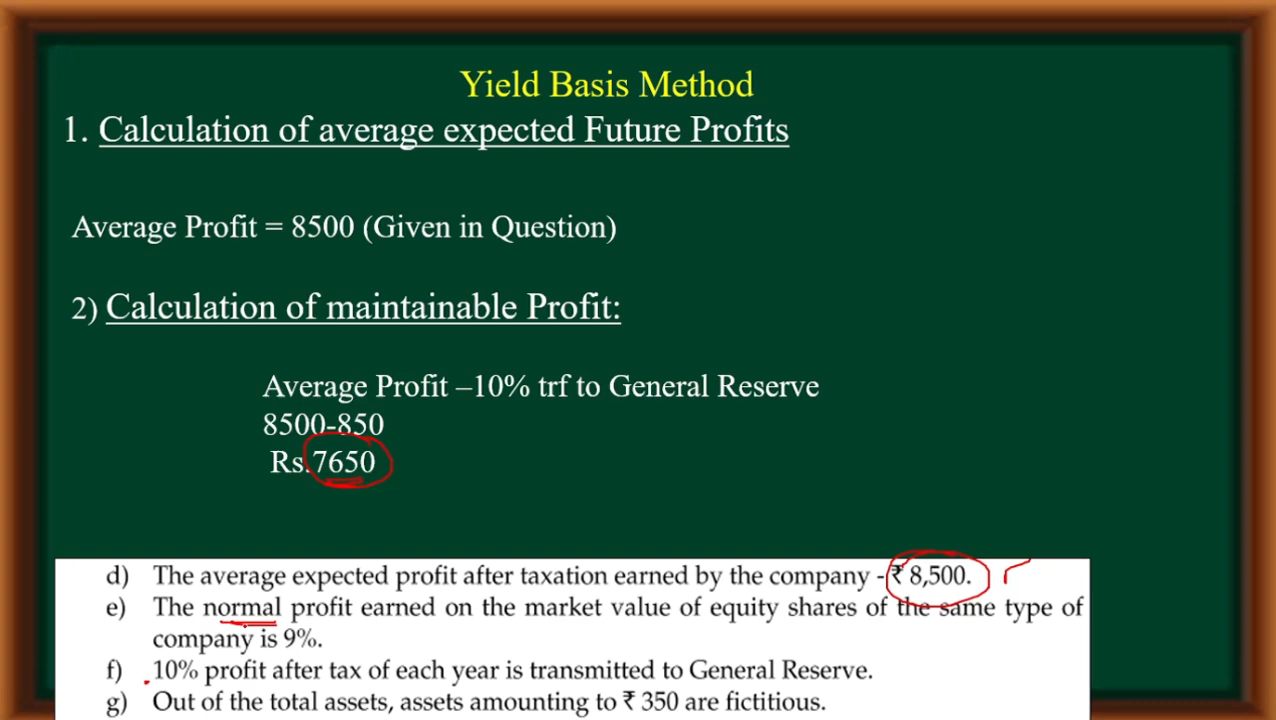 Yield Basis Method
1. Calculation of average expected Future Profits
Average Profit = 8500 (Given in Question)
2) Calculation of maintainable Profit:
Average Profit –10% trf to General Reserve
8500-850
Rs.7650
d) The average expected profit after taxation earned by the company - ₹ 8,500.
e) The normal profit earned on the market value of equity shares of the same type of
company is 9%.
f) 10% profit after tax of each year is transmitted to General Reserve.
g) Out of the total assets, assets amounting to ₹ 350 are fictitious.